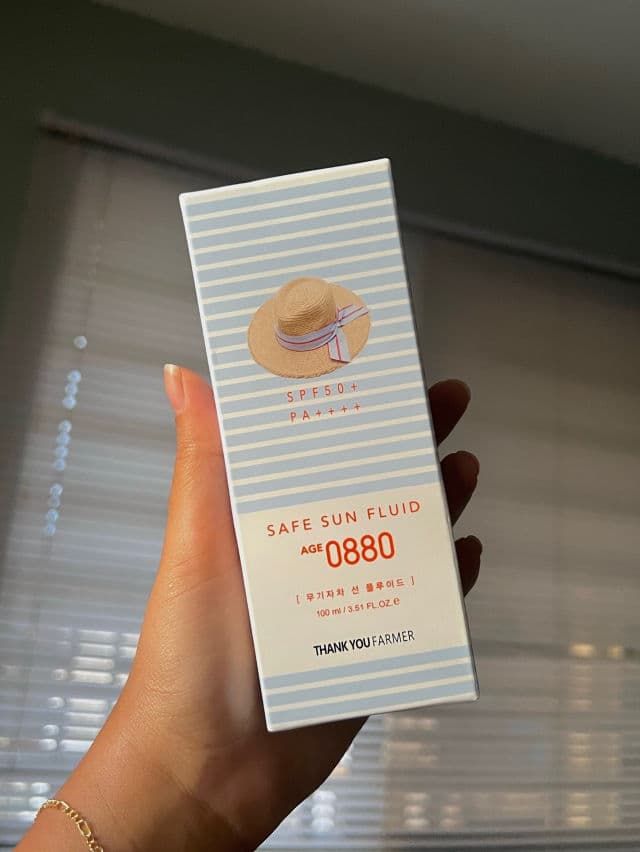 SPF50+
PA++++
SAFE SUN FLUID
AGE 0880
[ 무기자차 선 플루이드 ]
100 ml / 3.51 FL.OZ.e
THANK YOU FARMER